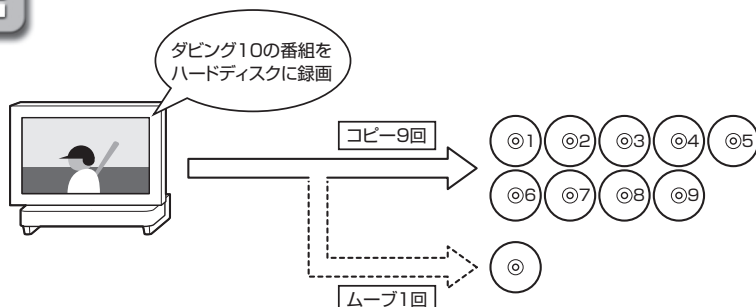 ダビング10の番組を
ハードディスクに録画
コピー9回
1 2 3 4 5
6 7 8 9
ムーブ1回